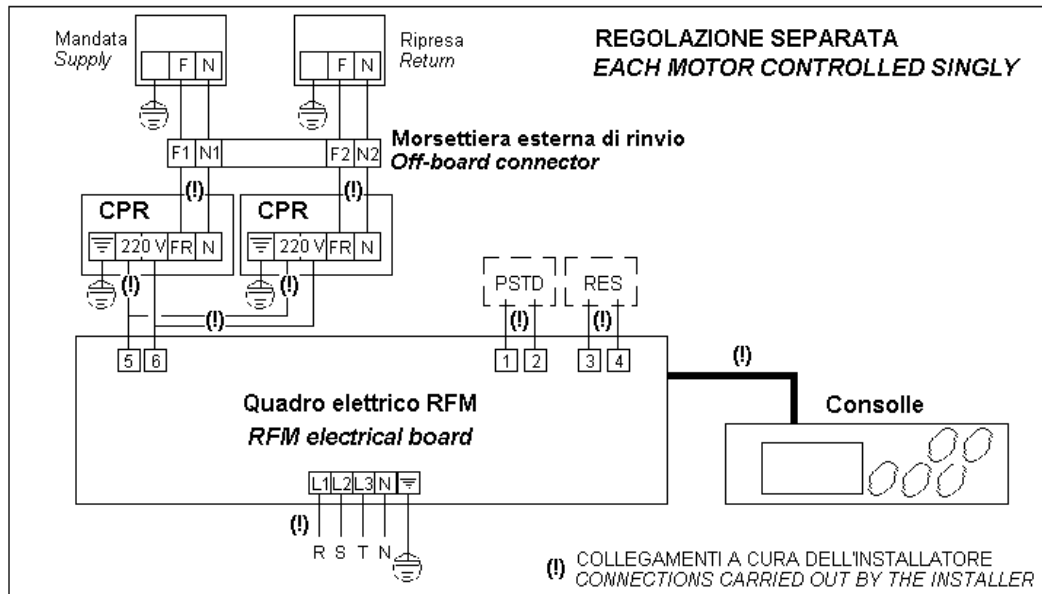 Mandata
Supply
F N
Ripresa
Return
F N
REGOLAZIONE SEPARATA
EACH MOTOR CONTROLLED SINGLY
F1 N1 F2 N2
Morsettiera esterna di rinvio
Off-board connector
(!) (!)
CPR CPR
220 V FR N 220 V FR N
(!) (!)
(!)
PSTD RES
(!) (!)
5 6 1 2 3 4
(!)
Quadro elettrico RFM
RFM electrical board
Consolle
L1 L2 L3 N
(!)
R S T N
(!) COLLEGAMENTI A CURA DELL'INSTALLATORE
CONNECTIONS CARRIED OUT BY THE INSTALLER